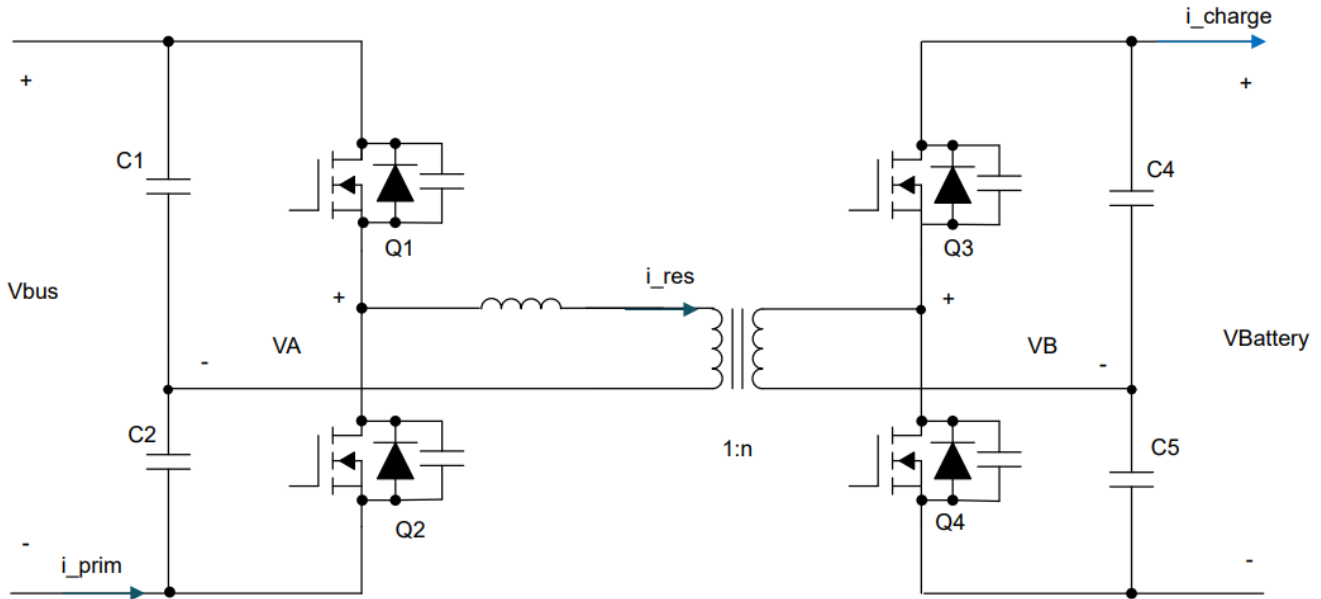 i_charge
+
+
C1
C4
Q1
Q3
i_res
Vbus
+
+
VA
VB
VBattery
-
-
C2
1:n
C5
Q2
Q4
-
-
i_prim